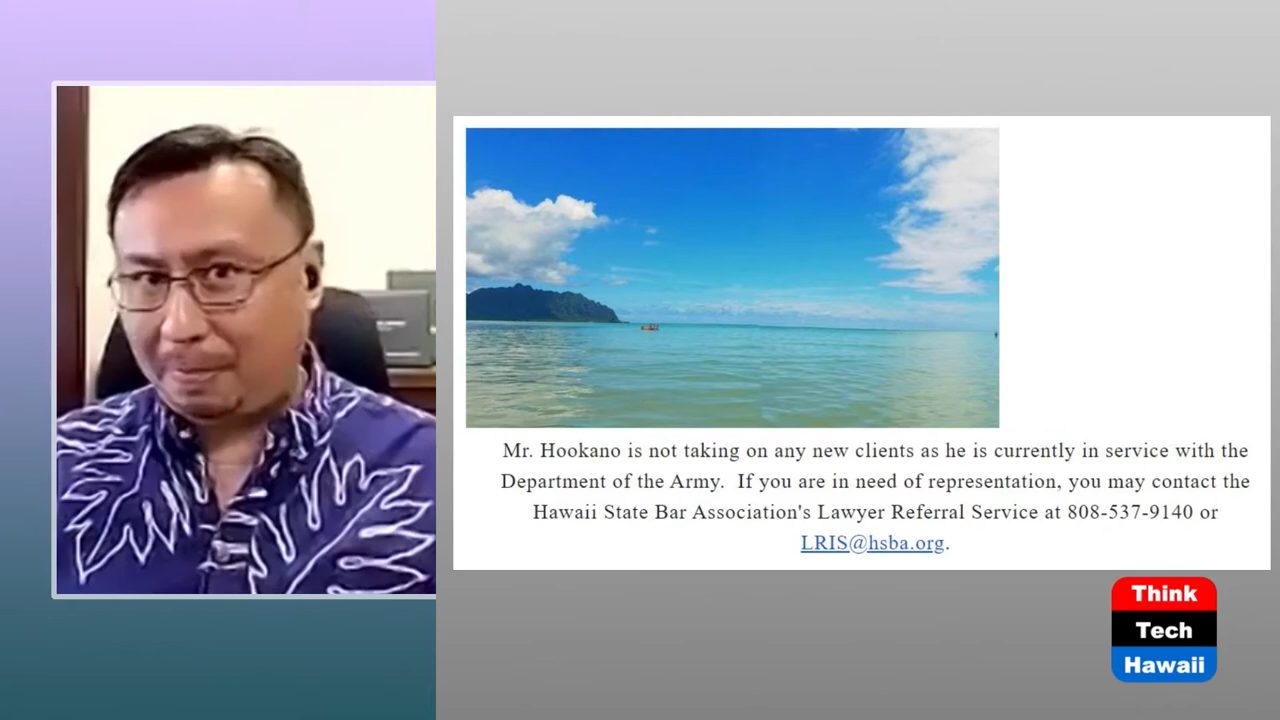 Mr. Hookano is not taking on any new clients as he is currently in service with the
Department of the Army.  If you are in need of representation, you may contact the
Hawaii State Bar Association's Lawyer Referral Service at 808-537-9140 or
LRIS@hsba.org.
Think
Tech
Hawaii